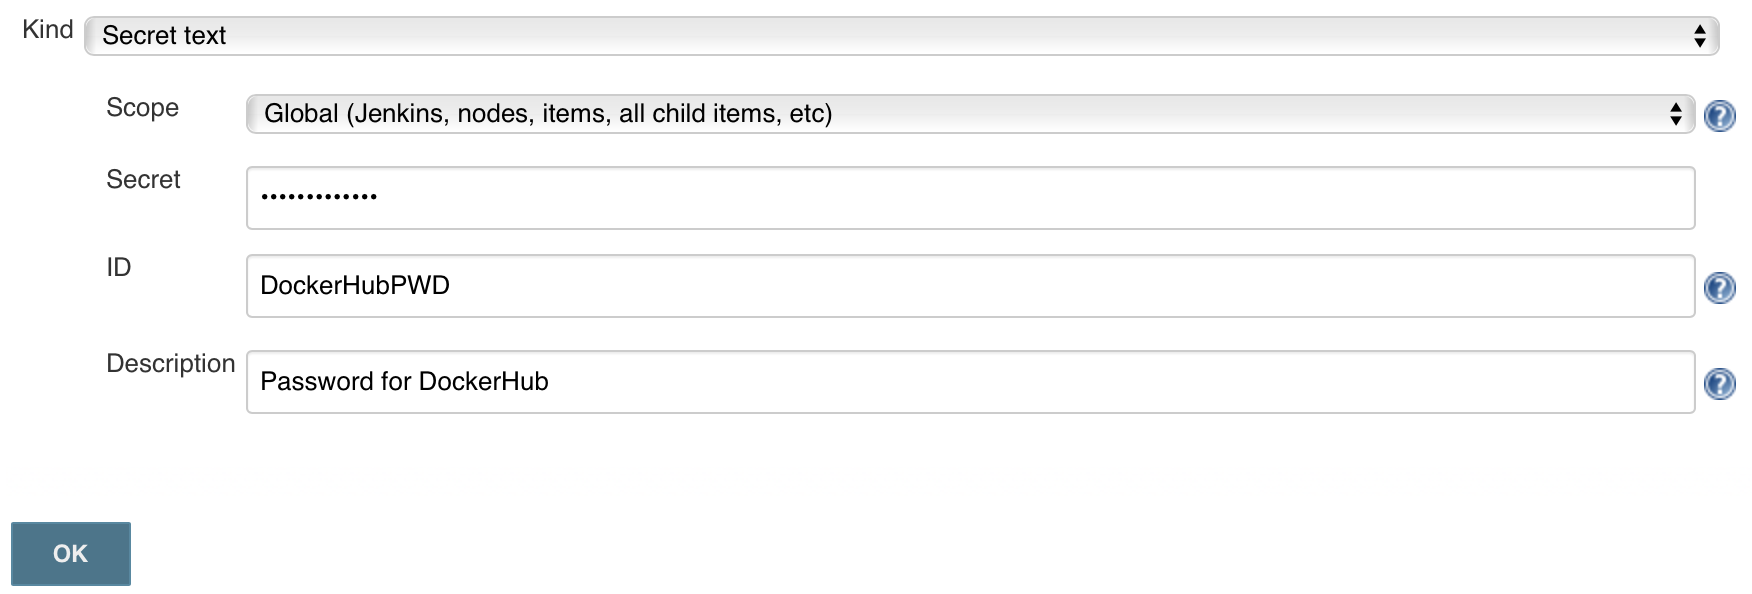 Kind Secret text
Scope Global (Jenkins, nodes, items, all child items, etc)
Secret •••••••••••••
ID DockerHubPWD
Description Password for DockerHub
OK